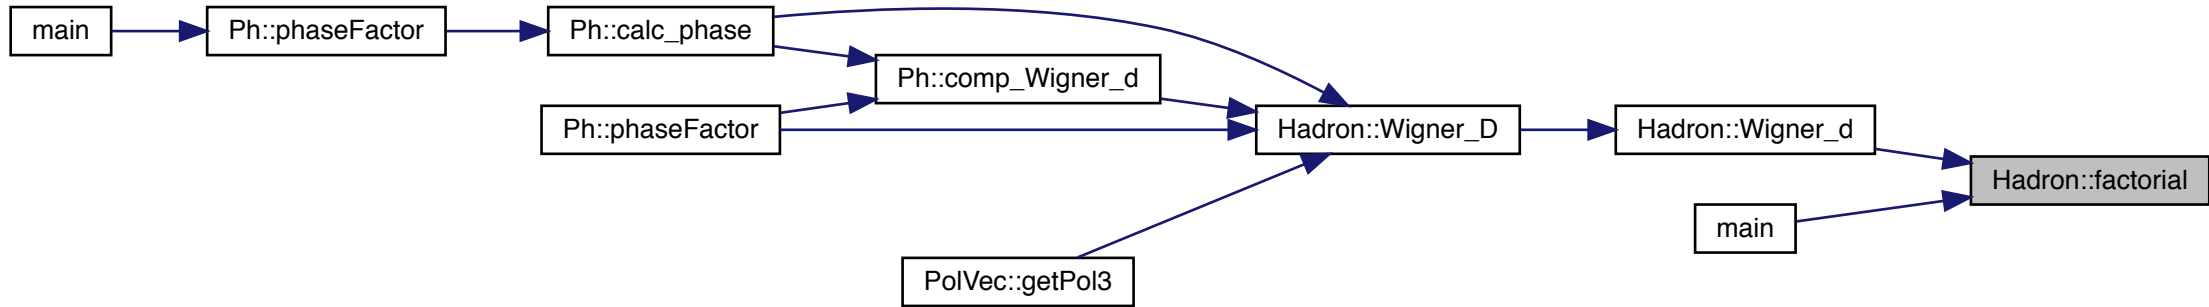 main
Ph::phaseFactor
Ph::calc_phase
Ph::comp_Wigner_d
Ph::phaseFactor
Hadron::Wigner_D
Hadron::Wigner_d
Hadron::factorial
main
PolVec::getPol3